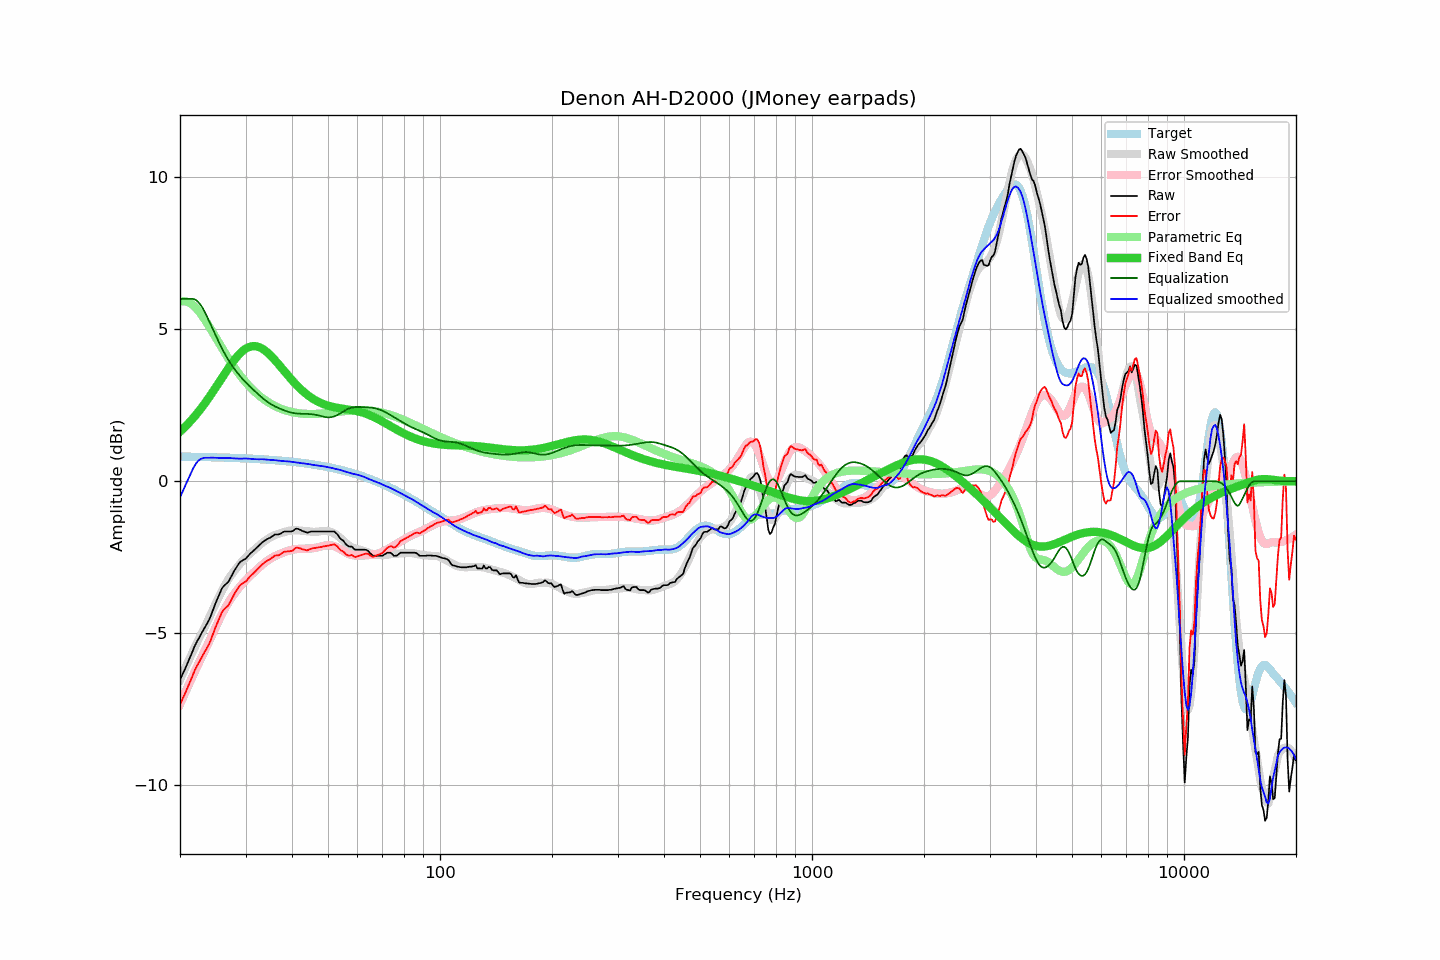 Denon AH-D2000 (JMoney earpads)
Target
Raw Smoothed
Error Smoothed
Raw
Error
Parametric Eq
Fixed Band Eq
Equalization
Equalized smoothed
Amplitude (dBr)
10
5
0
−5
−10
100
1000
10000
Frequency (Hz)